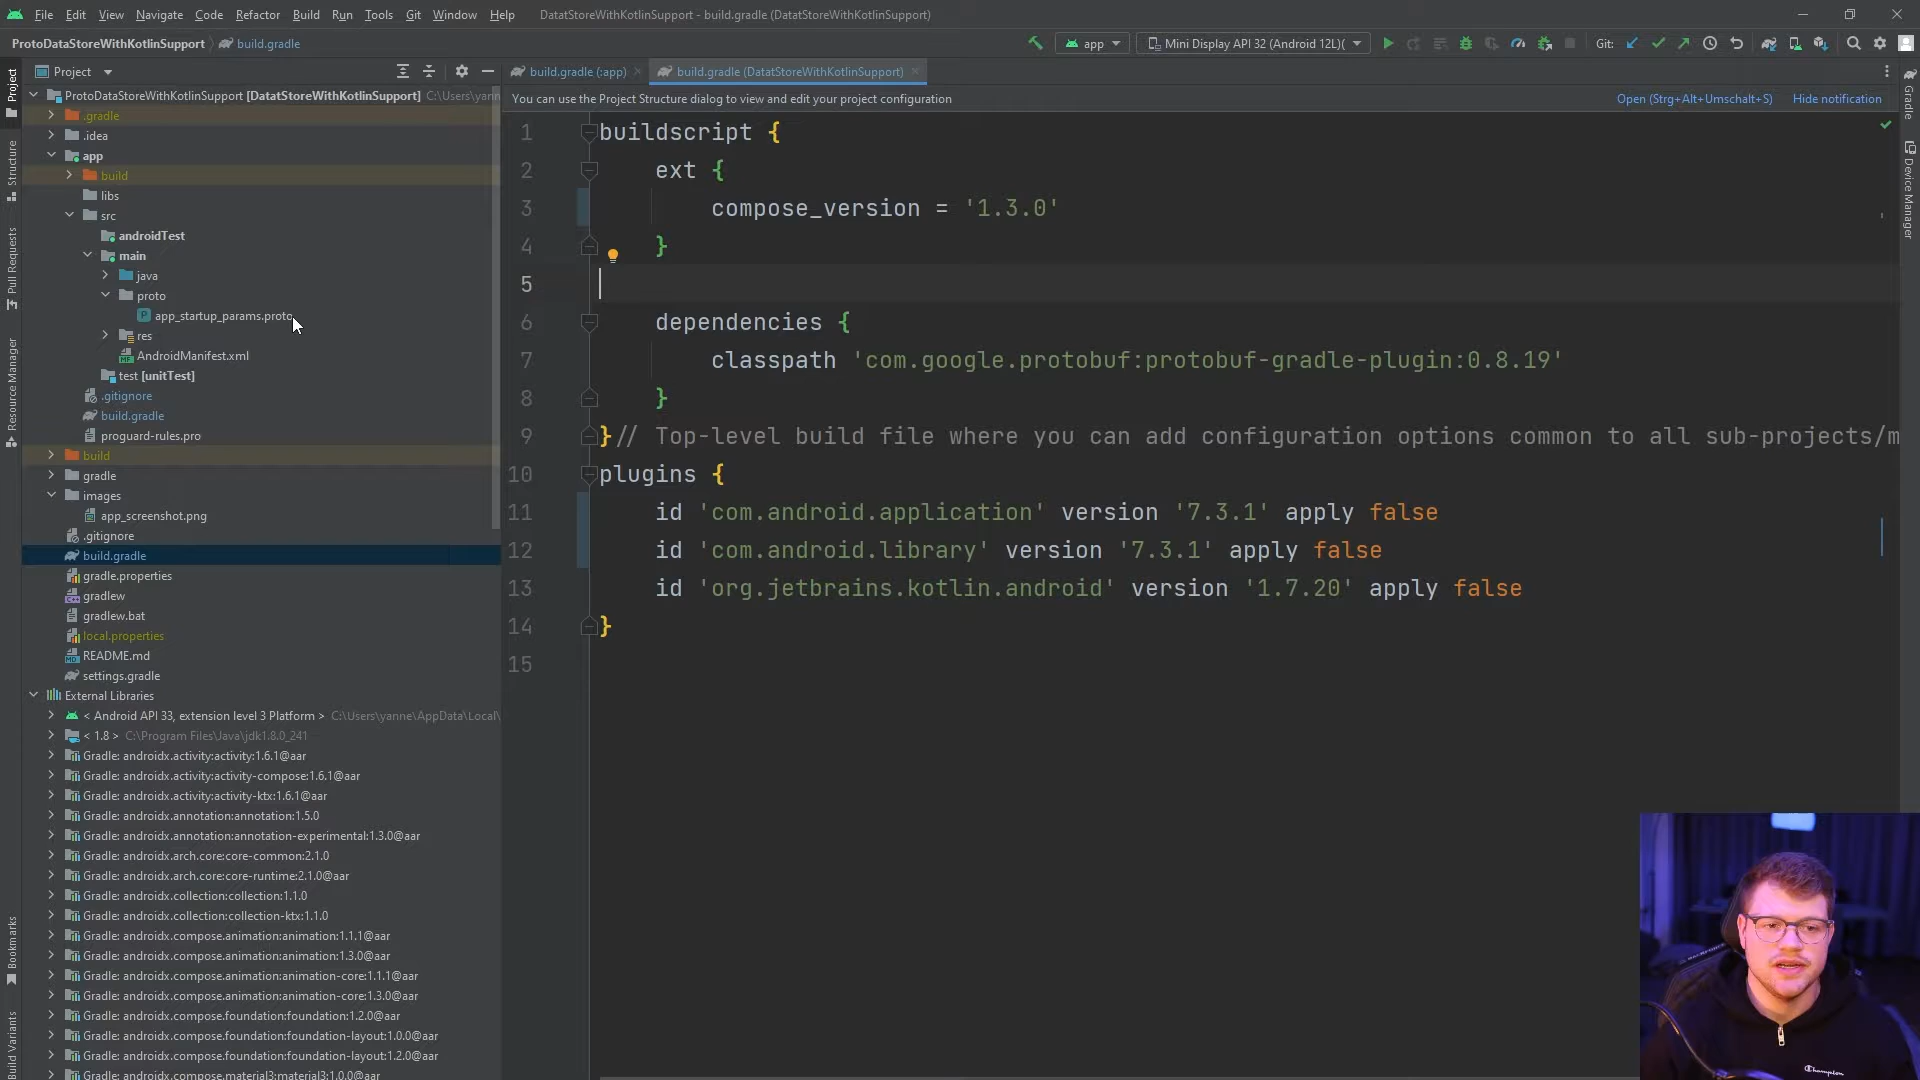 File Edit View Navigate Code Refactor Build Run Tools Git Window Help DatatStoreWithKotlinSupport - build.gradle (DatatStoreWithKotlinSupport)
ProtoDataStoreWithKotlinSupport build.gradle
app Mini Display API 32 (Android 12L)( Git:
Project build.gradle (:app) build.gradle (DatatStoreWithKotlinSupport)
You can use the Project Structure dialog to view and edit your project configuration Open (Strg+Alt+Umschalt+S) Hide notification
ProtoDataStoreWithKotlinSupport [DatatStoreWithKotlinSupport] C:\Users\yann
.gradle
.idea
app
build
libs
src
androidTest
main
java
proto
app_startup_params.proto
res
AndroidManifest.xml
test [unitTest]
.gitignore
build.gradle
proguard-rules.pro
build
gradle
images
app_screenshot.png
.gitignore
build.gradle
gradle.properties
gradlew
gradlew.bat
local.properties
README.md
settings.gradle
External Libraries
< Android API 33, extension level 3 Platform > C:\Users\yanne\AppData\Local\
< 1.8 > C:\Program Files\Java\jdk1.8.0_241
Gradle: androidx.activity:activity:1.6.1@aar
Gradle: androidx.activity:activity-compose:1.6.1@aar
Gradle: androidx.activity:activity-ktx:1.6.1@aar
Gradle: androidx.annotation:annotation:1.5.0
Gradle: androidx.annotation:annotation-experimental:1.3.0@aar
Gradle: androidx.arch.core:core-common:2.1.0
Gradle: androidx.arch.core:core-runtime:2.1.0@aar
Gradle: androidx.collection:collection:1.1.0
Gradle: androidx.collection:collection-ktx:1.1.0
Gradle: androidx.compose.animation:animation:1.1.1@aar
Gradle: androidx.compose.animation:animation:1.3.0@aar
Gradle: androidx.compose.animation:animation-core:1.1.1@aar
Gradle: androidx.compose.animation:animation-core:1.3.0@aar
Gradle: androidx.compose.foundation:foundation:1.2.0@aar
Gradle: androidx.compose.foundation:foundation-layout:1.0.0@aar
Gradle: androidx.compose.foundation:foundation-layout:1.2.0@aar
Gradle: androidx.compose.material3:material3:1.0.0@aar
1 buildscript {
2 ext {
3 compose_version = '1.3.0'
4 }
5
6 dependencies {
7 classpath 'com.google.protobuf:protobuf-gradle-plugin:0.8.19'
8 }
9 }// Top-level build file where you can add configuration options common to all sub-projects/m
10 plugins {
11 id 'com.android.application' version '7.3.1' apply false
12 id 'com.android.library' version '7.3.1' apply false
13 id 'org.jetbrains.kotlin.android' version '1.7.20' apply false
14 }
15
Project
Structure
Pull Requests
Resource Manager
Bookmarks
Build Variants
Gradle
Device Manager
Champion